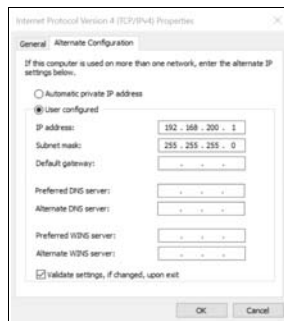 Internet Protocol Version 4 (TCP/IPv4) Properties
General
Alternate Configuration
If this computer is used on more than one network, enter the alternate IP
settings below.
Automatic private IP address
User configured
IP address: 192 . 168 . 200 . 1
Subnet mask: 255 . 255 . 255 . 0
Default gateway: . . .
Preferred DNS server: . . .
Alternate DNS server: . . .
Preferred WINS server: . . .
Alternate WINS server: . . .
Validate settings, if changed, upon exit
OK
Cancel